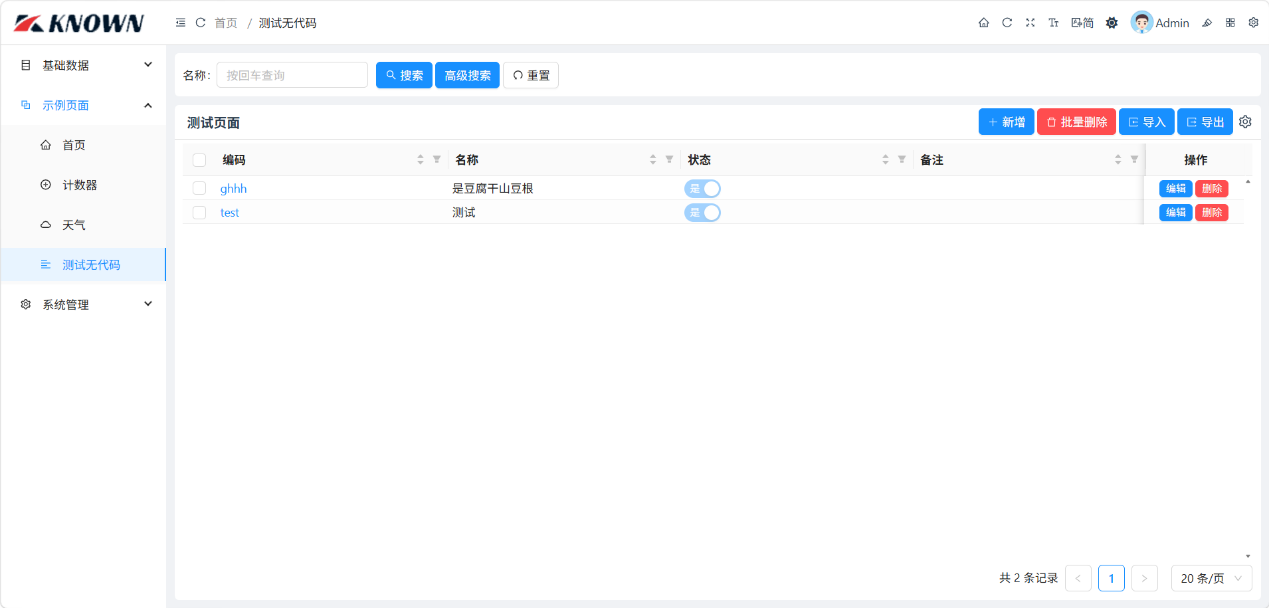 KNOWN 首页 / 测试无代码 简 Admin
基础数据
示例页面
首页
计数器
天气
测试无代码
系统管理
名称： 按回车查询 搜索 高级搜索 重置
测试页面 新增 批量删除 导入 导出
编码 名称 状态 备注 操作
ghhh 是豆腐干山豆根 是 编辑 删除
test 测试 是 编辑 删除
共 2 条记录 1 20 条/页